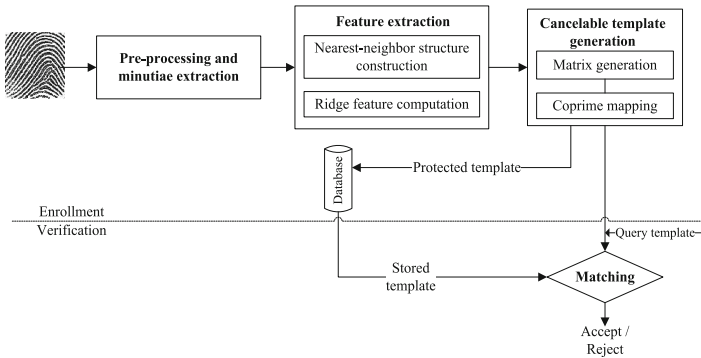 Pre-processing and
minutiae extraction
Feature extraction
Nearest-neighbor structure
construction
Ridge feature computation
Cancelable template
generation
Matrix generation
Coprime mapping
Protected template
Database
Enrollment
Verification
Query template
Stored
template
Matching
Accept /
Reject